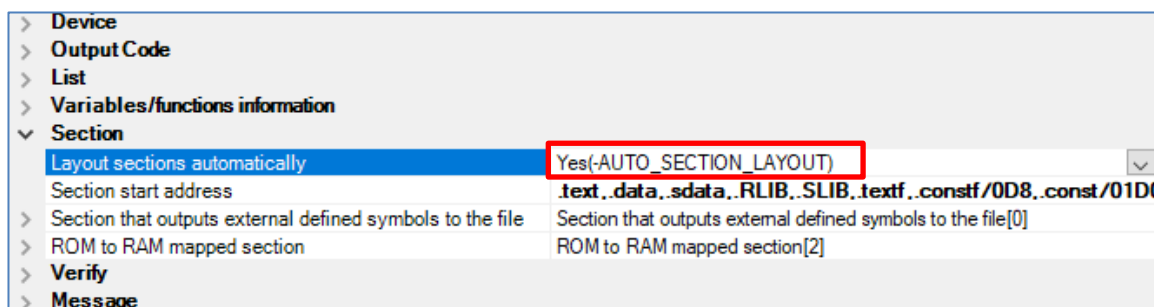 Device
Output Code
List
Variables/functions information
Section
Layout sections automatically Yes(-AUTO_SECTION_LAYOUT)
Section start address .text,.data,.sdata,.RLIB,.SLIB,.textf,.constf/0D8,.const/01D0
Section that outputs external defined symbols to the file Section that outputs external defined symbols to the file[0]
ROM to RAM mapped section ROM to RAM mapped section[2]
Verify
Message